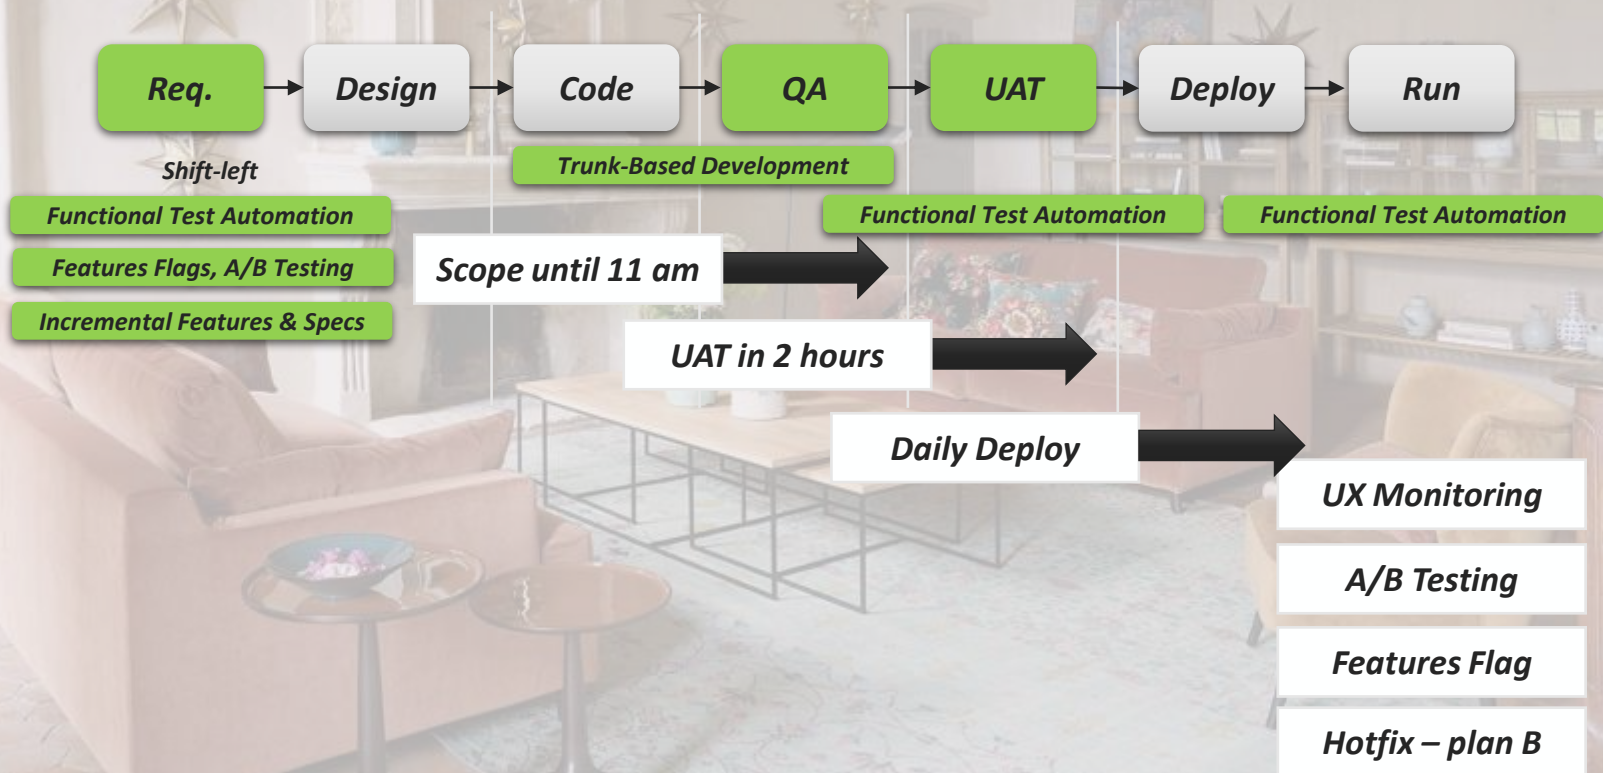 Req.
Design
Code
QA
UAT
Deploy
Run
Shift-left
Trunk-Based Development
Functional Test Automation
Functional Test Automation
Functional Test Automation
Features Flags, A/B Testing
Incremental Features & Specs
Scope until 11 am
UAT in 2 hours
Daily Deploy
UX Monitoring
A/B Testing
Features Flag
Hotfix – plan B